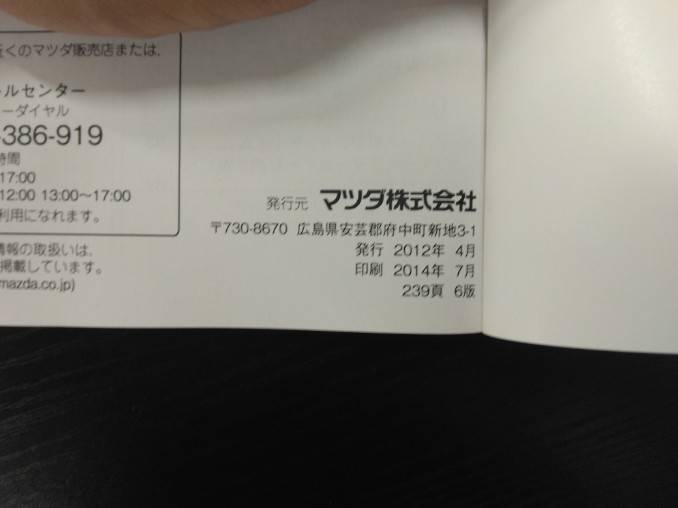 近くのマツダ販売店または、
ルセンター
ーダイヤル
-386-919
時間
17:00
12:00 13:00～17:00
利用になれます。
情報の取扱いは、
掲載しています。
mazda.co.jp)
発行元 マツダ株式会社
〒730-8670 広島県安芸郡府中町新地3-1
発行 2012年 4月
印刷 2014年 7月
239頁 6版